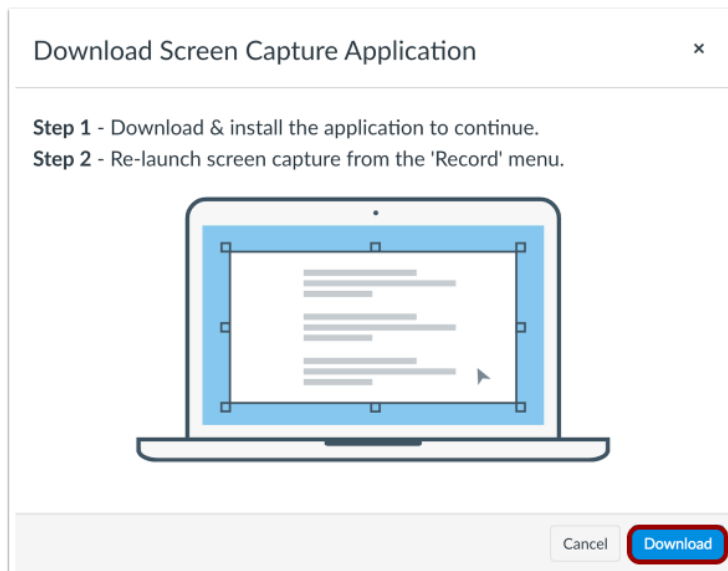 Download Screen Capture Application ×
Step 1 - Download & install the application to continue.
Step 2 - Re-launch screen capture from the 'Record' menu.
Cancel Download